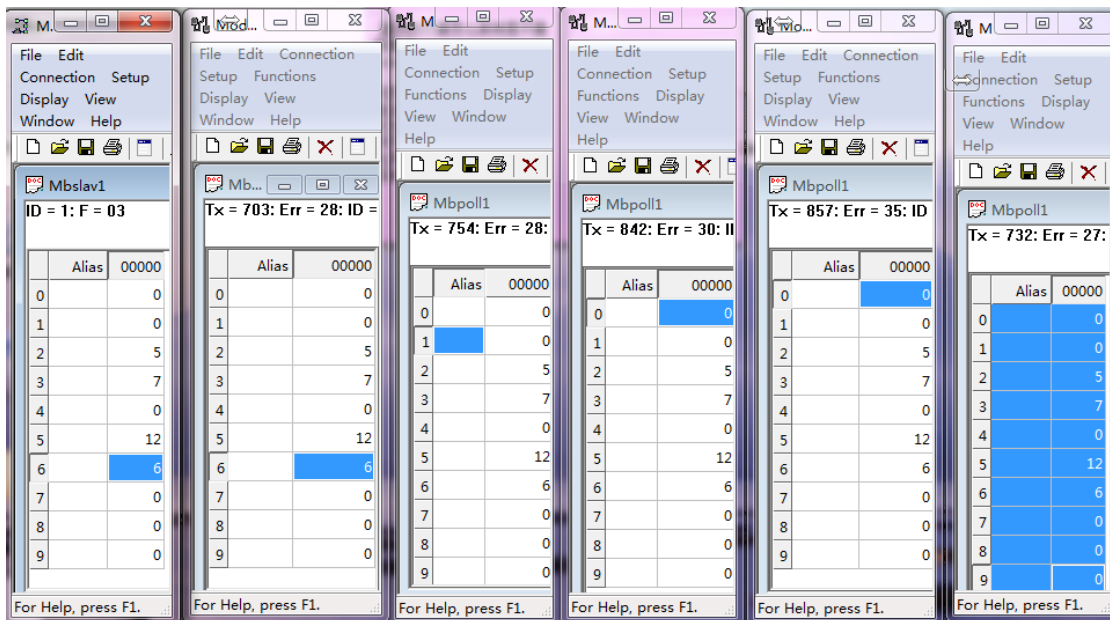 M.
File Edit
Connection Setup
Display View
Window Help
Mbslav1
ID = 1: F = 03
Alias 00000
0 0
1 0
2 5
3 7
4 0
5 12
6 6
7 0
8 0
9 0
For Help, press F1.
Mod...
File Edit Connection
Setup Functions
Display View
Window Help
Mb...
Tx = 703: Err = 28: ID =
Alias 00000
0 0
1 0
2 5
3 7
4 0
5 12
6 6
7 0
8 0
9 0
For Help, press F1.
M
File Edit
Connection Setup
Functions Display
View Window
Help
Mbpoll1
Tx = 754: Err = 28:
Alias 00000
0 0
1 0
2 5
3 7
4 0
5 12
6 6
7 0
8 0
9 0
For Help, press F1.
M...
File Edit
Connection Setup
Functions Display
View Window
Help
Mbpoll1
Tx = 842: Err = 30: II
Alias 00000
0 0
1 0
2 5
3 7
4 0
5 12
6 6
7 0
8 0
9 0
For Help, press F1.
Mo...
File Edit Connection
Setup Functions
Display View
Window Help
Mbpoll1
Tx = 857: Err = 35: ID
Alias 00000
0 0
1 0
2 5
3 7
4 0
5 12
6 6
7 0
8 0
9 0
For Help, press F1.
M
File Edit
Connection Setup
Functions Display
View Window
Help
Mbpoll1
Tx = 732: Err = 27:
Alias 00000
0 0
1 0
2 5
3 7
4 0
5 12
6 6
7 0
8 0
9 0
For Help, press F1.